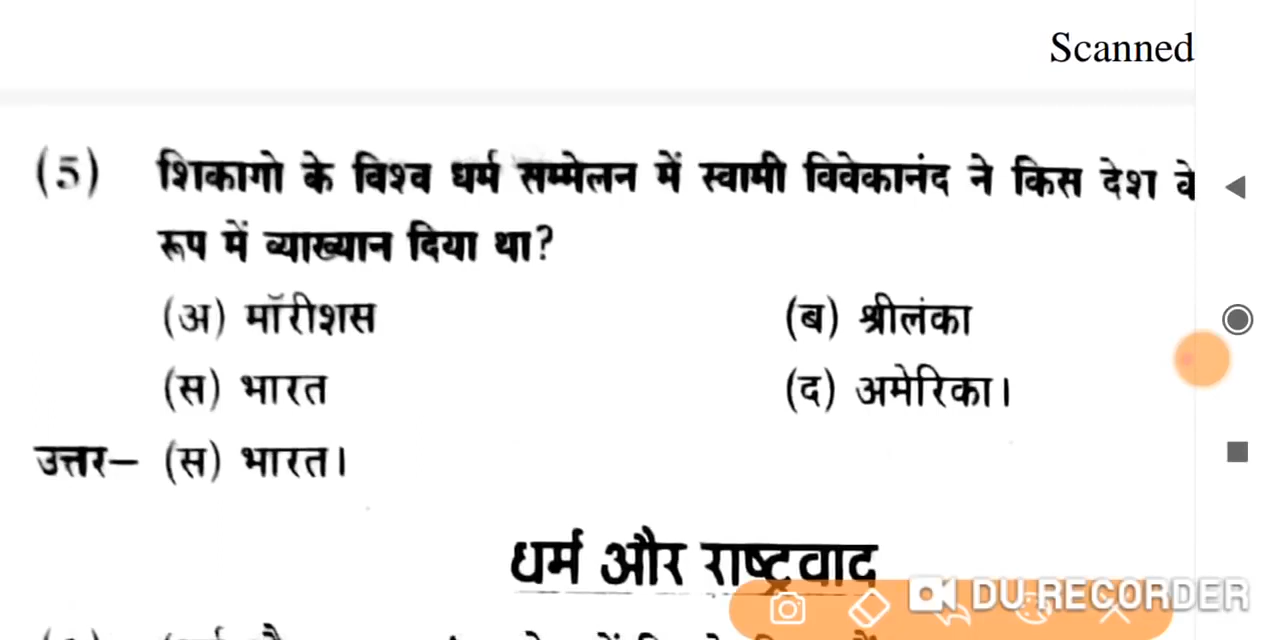 Scanned
(5) शिकागो के विश्व धर्म सम्मेलन में स्वामी विवेकानंद ने किस देश
रूप में व्याख्यान दिया था?
(अ) मॉरीशस (ब) श्रीलंका
(स) भारत (द) अमेरिका।
उत्तर– (स) भारत।
धर्म और राष्ट्रवाद
DU RECORDER